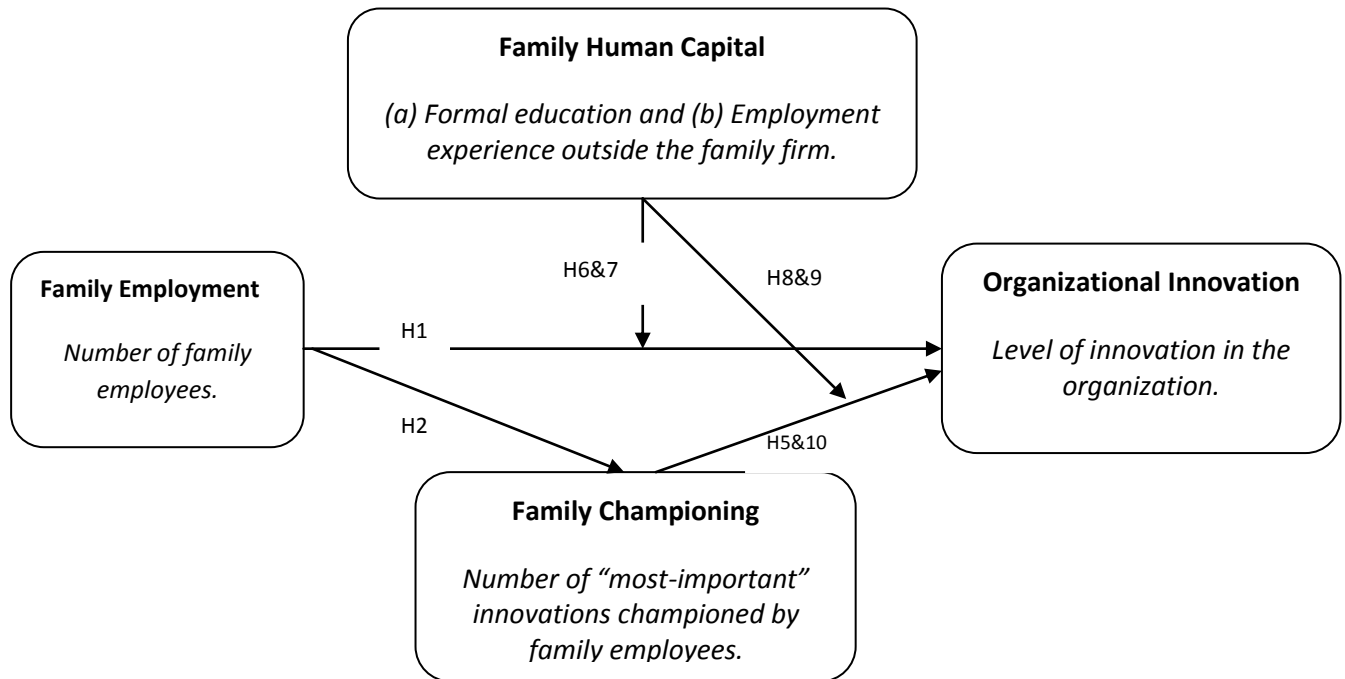 Family Human Capital
(a) Formal education and (b) Employment
experience outside the family firm.
H6&7
H8&9
Family Employment
Number of family
employees.
H1
Organizational Innovation
Level of innovation in the
organization.
H2
H5&10
Family Championing
Number of “most-important”
innovations championed by
family employees.